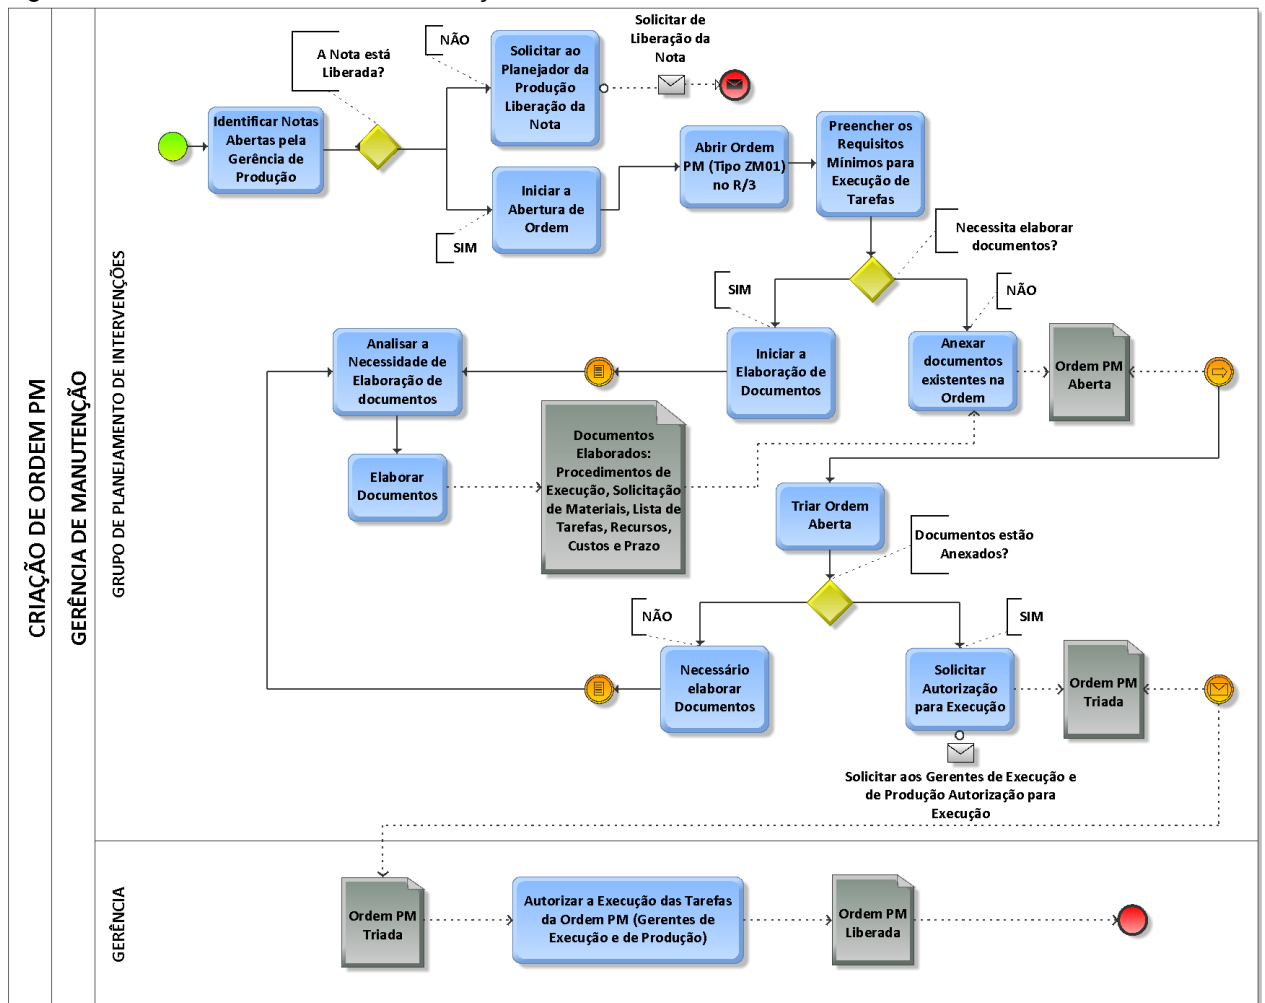 CRIAÇÃO DE ORDEM PM
GERÊNCIA DE MANUTENÇÃO
GRUPO DE PLANEJAMENTO DE INTERVENÇÕES
A Nota está
Liberada?
NÃO
Solicitar ao
Planejador da
Produção
Liberação da
Nota
Solicitar de
Liberação da
Nota
Identificar Notas
Abertas pela
Gerência de
Produção
Iniciar a
Abertura de
Ordem
SIM
Abrir Ordem
PM (Tipo ZM01)
no R/3
Preencher os
Requisitos
Mínimos para
Execução de
Tarefas
Necessita elaborar
documentos?
SIM
NÃO
Analisar a
Necessidade de
Elaboração de
documentos
Iniciar a
Elaboração de
Documentos
Anexar
documentos
existentes na
Ordem
Ordem PM
Aberta
Elaborar
Documentos
Documentos
Elaborados:
Procedimentos de
Execução, Solicitação
de Materiais, Lista de
Tarefas, Recursos,
Custos e Prazo
Triar Ordem
Aberta
Documentos estão
Anexados?
NÃO
SIM
Necessário
elaborar
Documentos
Solicitar
Autorização
para Execução
Ordem PM
Triada
Solicitar aos Gerentes de Execução e
de Produção Autorização para
Execução
GERÊNCIA
Ordem PM
Triada
Autorizar a Execução das Tarefas
da Ordem PM (Gerentes de
Execução e de Produção)
Ordem PM
Liberada